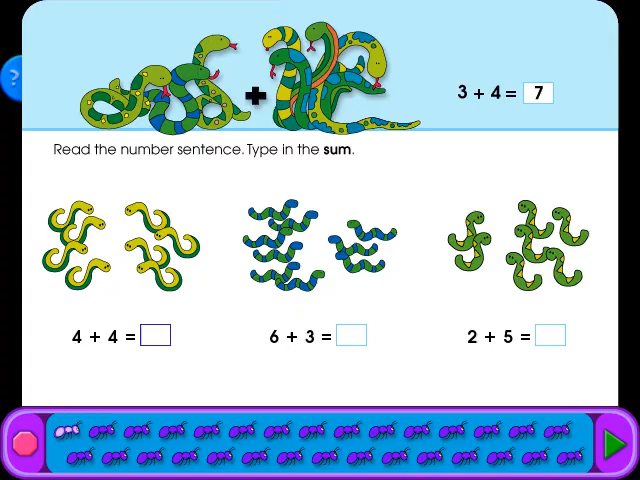 3 + 4 = 7
Read the number sentence. Type in the sum.
4 + 4 =
6 + 3 =
2 + 5 =
?